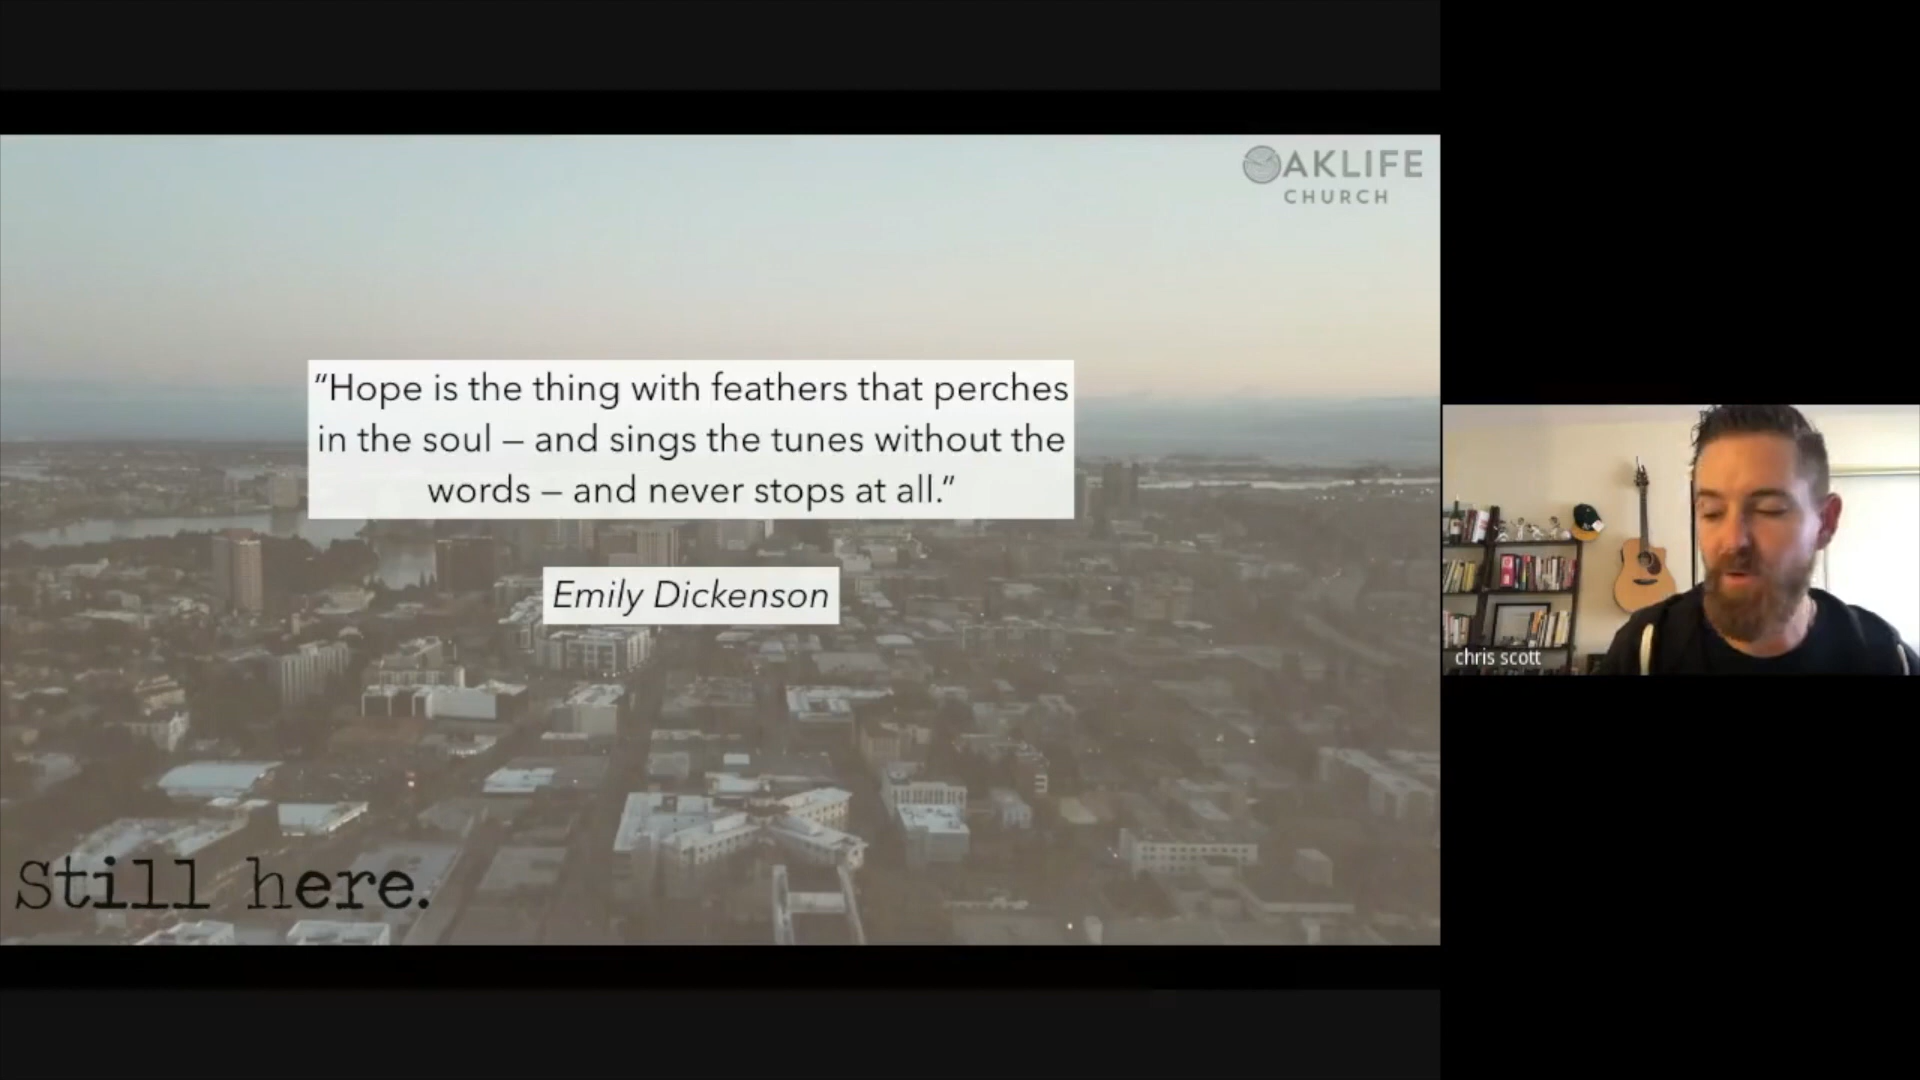 OAKLIFE
CHURCH
“Hope is the thing with feathers that perches
in the soul – and sings the tunes without the
words – and never stops at all.”
Emily Dickenson
Still here.
chris scott